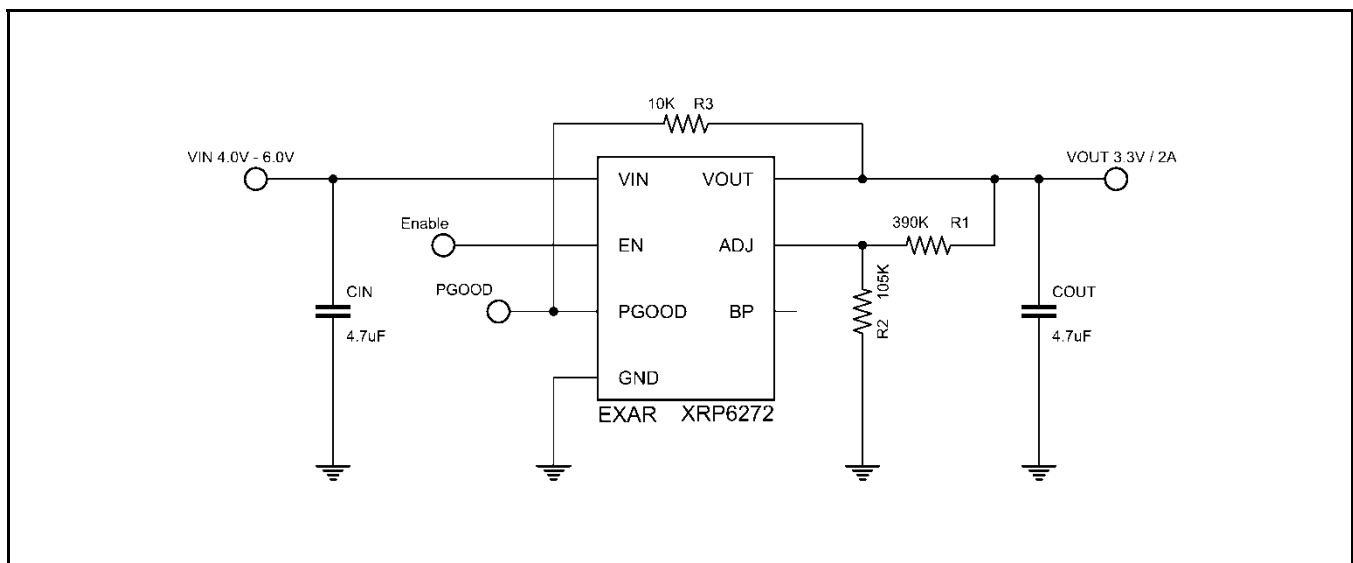 10K R3
VIN 4.0V - 6.0V
VIN VOUT
VOUT 3.3V / 2A
Enable
EN ADJ
390K R1
PGOOD
PGOOD BP
R2 105K
CIN
4.7uF
COUT
4.7uF
GND
EXAR XRP6272